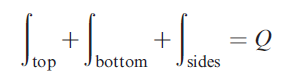 ∫top + ∫bottom + ∫sides = Q